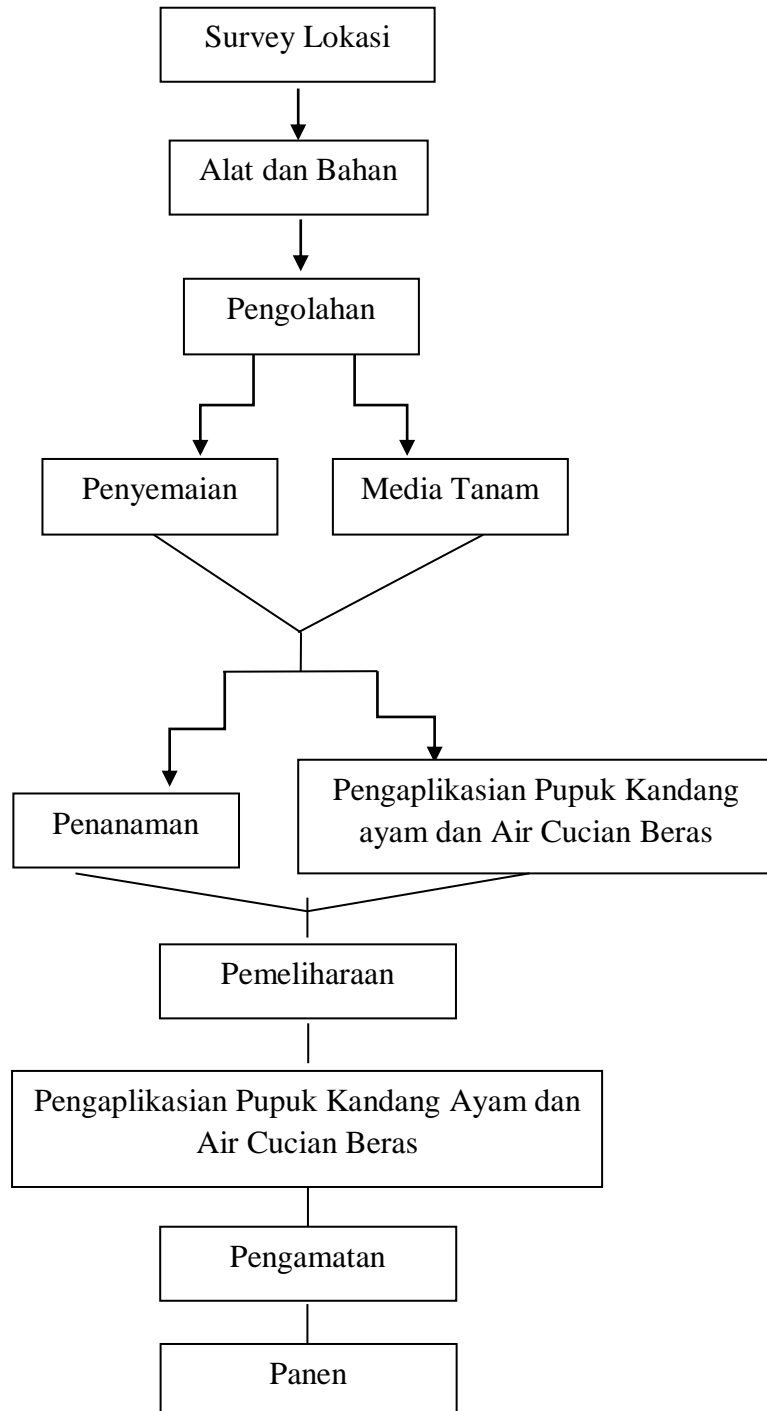 Survey Lokasi
Alat dan Bahan
Pengolahan
Penyemaian
Media Tanam
Penanaman
Pengaplikasian Pupuk Kandang
ayam dan Air Cucian Beras
Pemeliharaan
Pengaplikasian Pupuk Kandang Ayam dan
Air Cucian Beras
Pengamatan
Panen